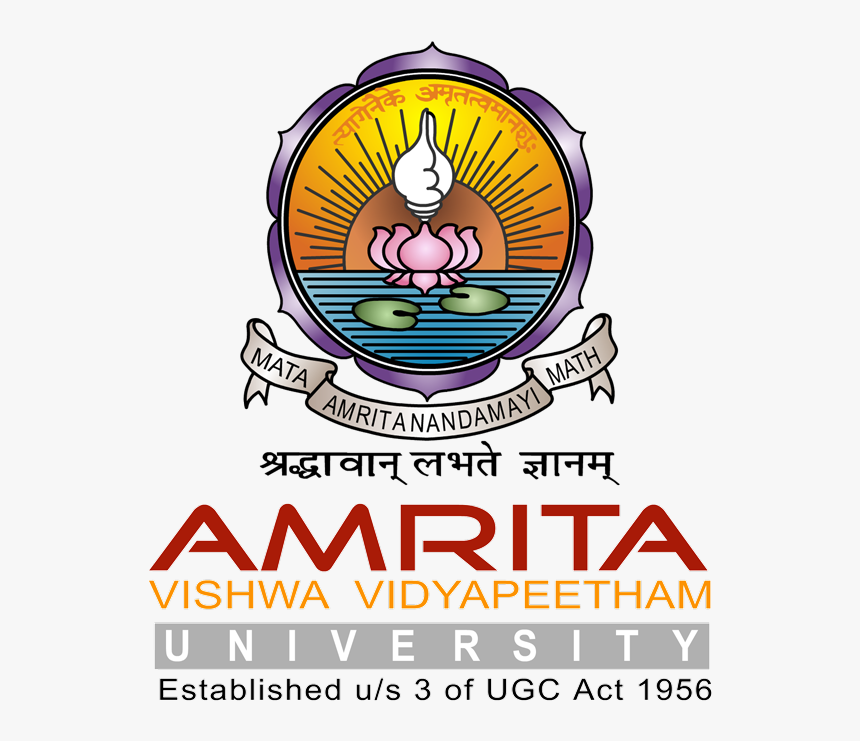 त्यागेनैके अमृतत्वमानशुः
MATA AMRITANANDAMAYI MATH
श्रद्धावान् लभते ज्ञानम्
AMRITA
VISHWA VIDYAPEETHAM
UNIVERSITY
Established u/s 3 of UGC Act 1956